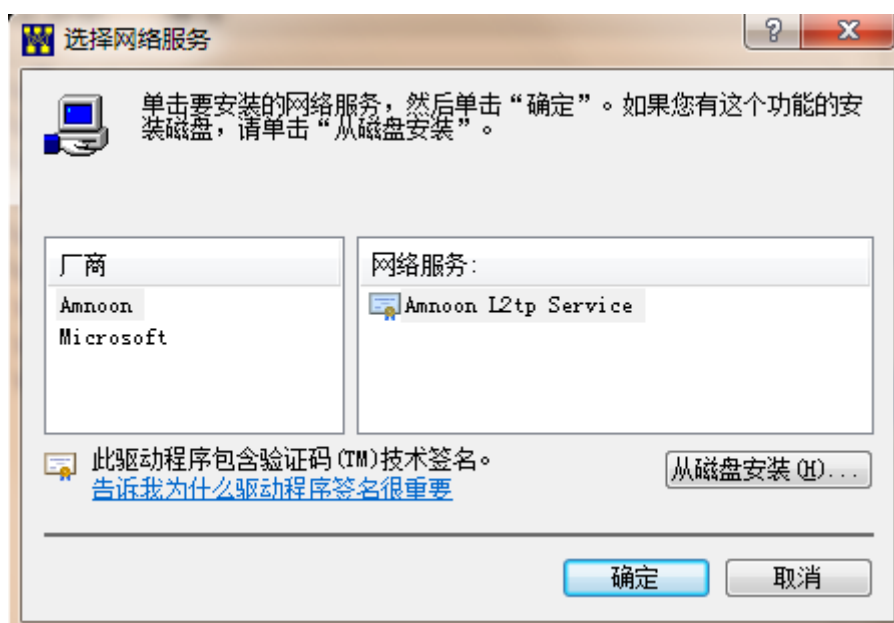 选择网络服务
单击要安装的网络服务，然后单击“确定”。如果您有这个功能的安
装磁盘，请单击“从磁盘安装”。
厂商
网络服务:
Amnoon
Amnoon L2tp Service
Microsoft
此驱动程序包含验证码(TM)技术签名。
告诉我为什么驱动程序签名很重要
从磁盘安装(H)...
确定
取消